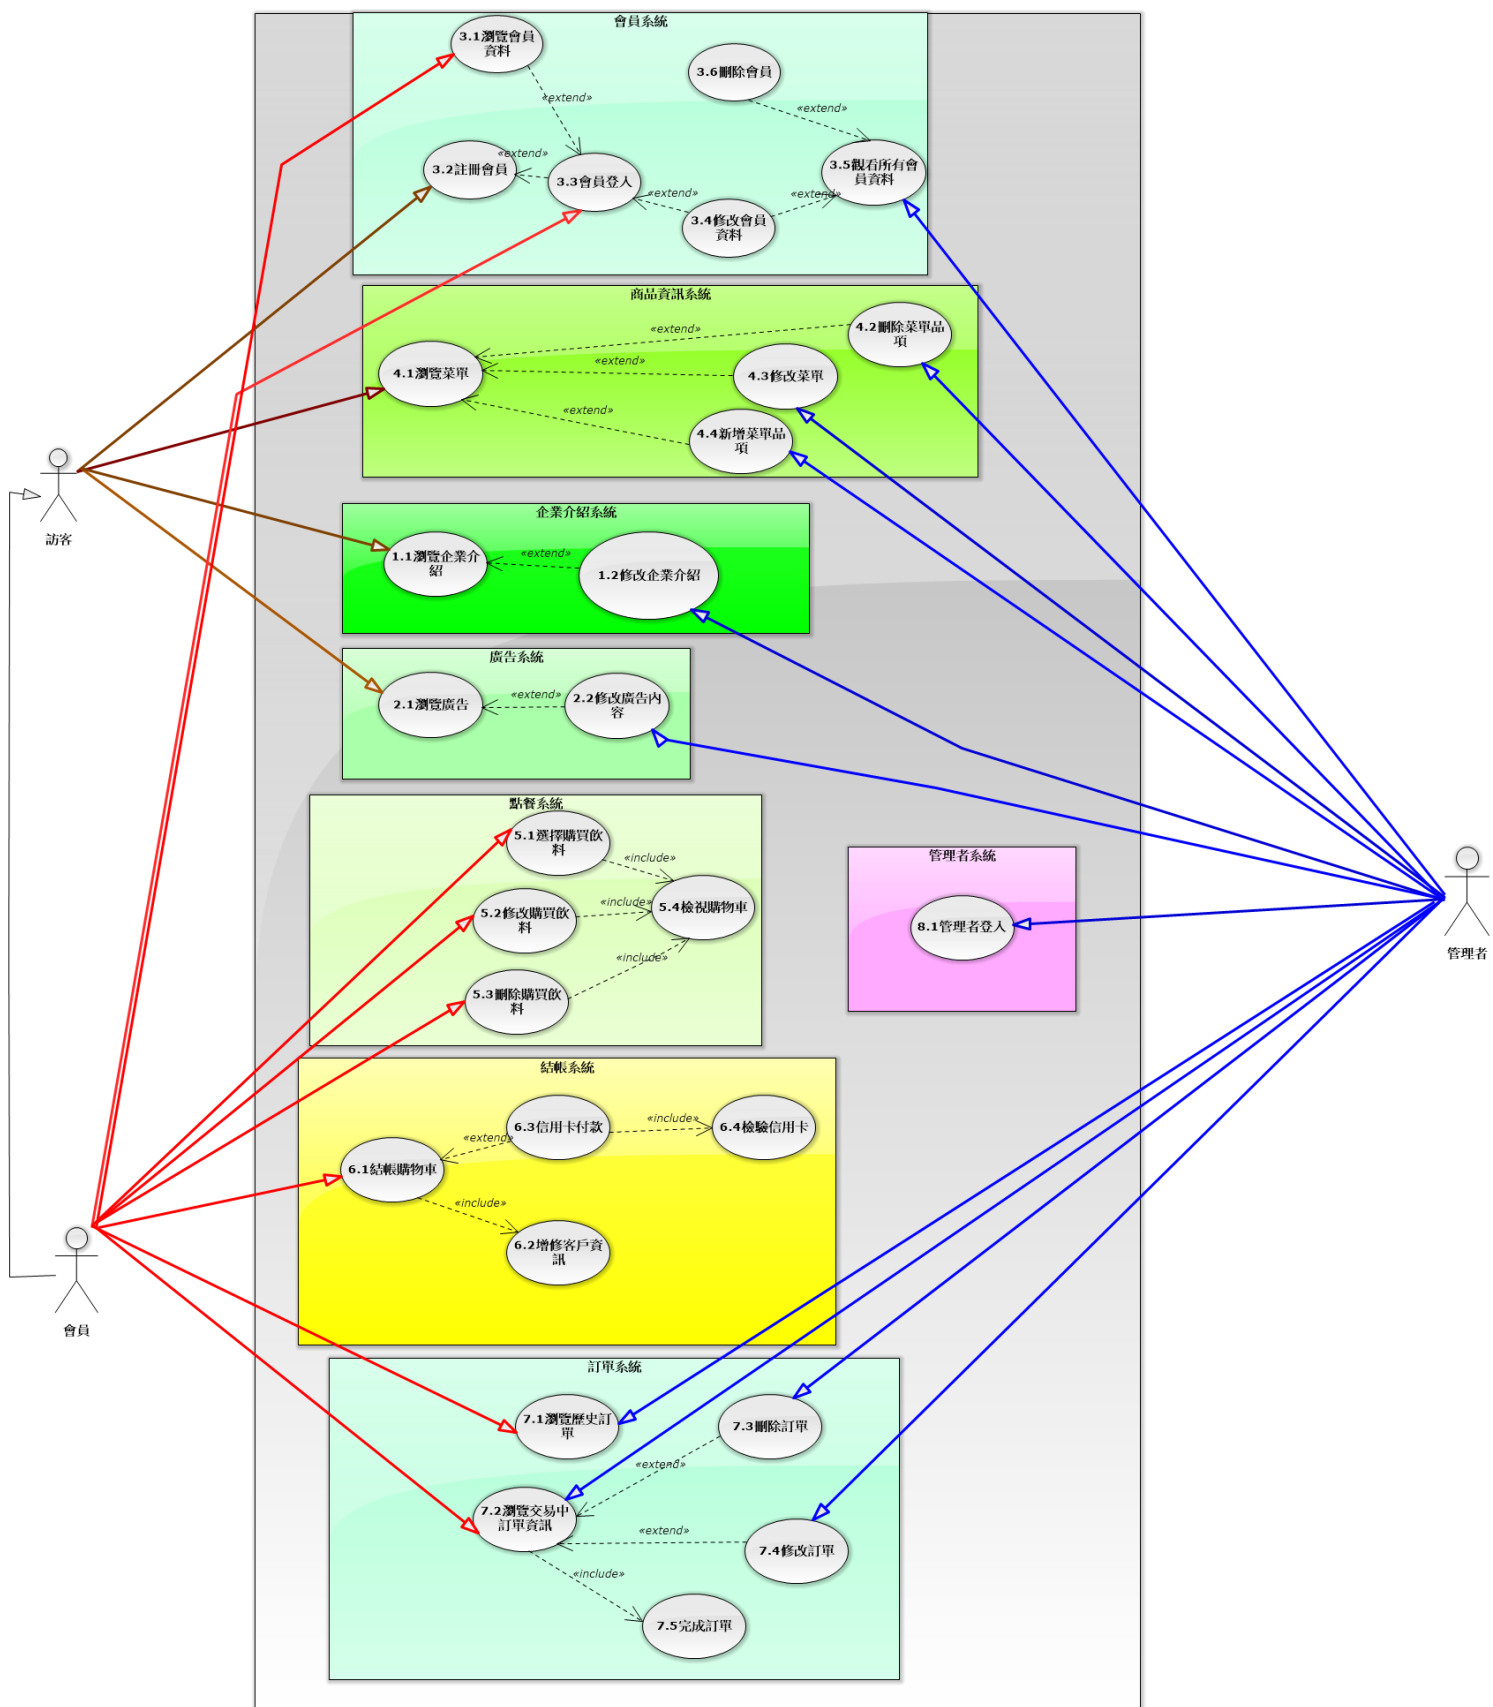 會員系統
3.1瀏覽會員
資料
3.6刪除會員
«extend»
«extend»
3.2註冊會員
«extend»
3.3會員登入
3.5觀看所有會
員資料
«extend»
«extend»
3.4修改會員
資料
商品資訊系統
4.2刪除菜單品
項
«extend»
4.1瀏覽菜單
«extend»
4.3修改菜單
«extend»
4.4新增菜單品
項
訪客
企業介紹系統
1.1瀏覽企業介
紹
«extend»
1.2修改企業介紹
廣告系統
2.1瀏覽廣告
«extend»
2.2修改廣告內
容
點餐系統
5.1選擇購買飲
料
«include»
5.2修改購買飲
料
«include»
5.4檢視購物車
«include»
5.3刪除購買飲
料
管理者系統
8.1管理者登入
管理者
結帳系統
6.3信用卡付款
«include»
6.4檢驗信用卡
«extend»
6.1結帳購物車
«include»
6.2增修客戶資
訊
會員
訂單系統
7.1瀏覽歷史訂
單
7.3刪除訂單
«extend»
7.2瀏覽交易中
訂單資訊
«extend»
7.4修改訂單
«include»
7.5完成訂單